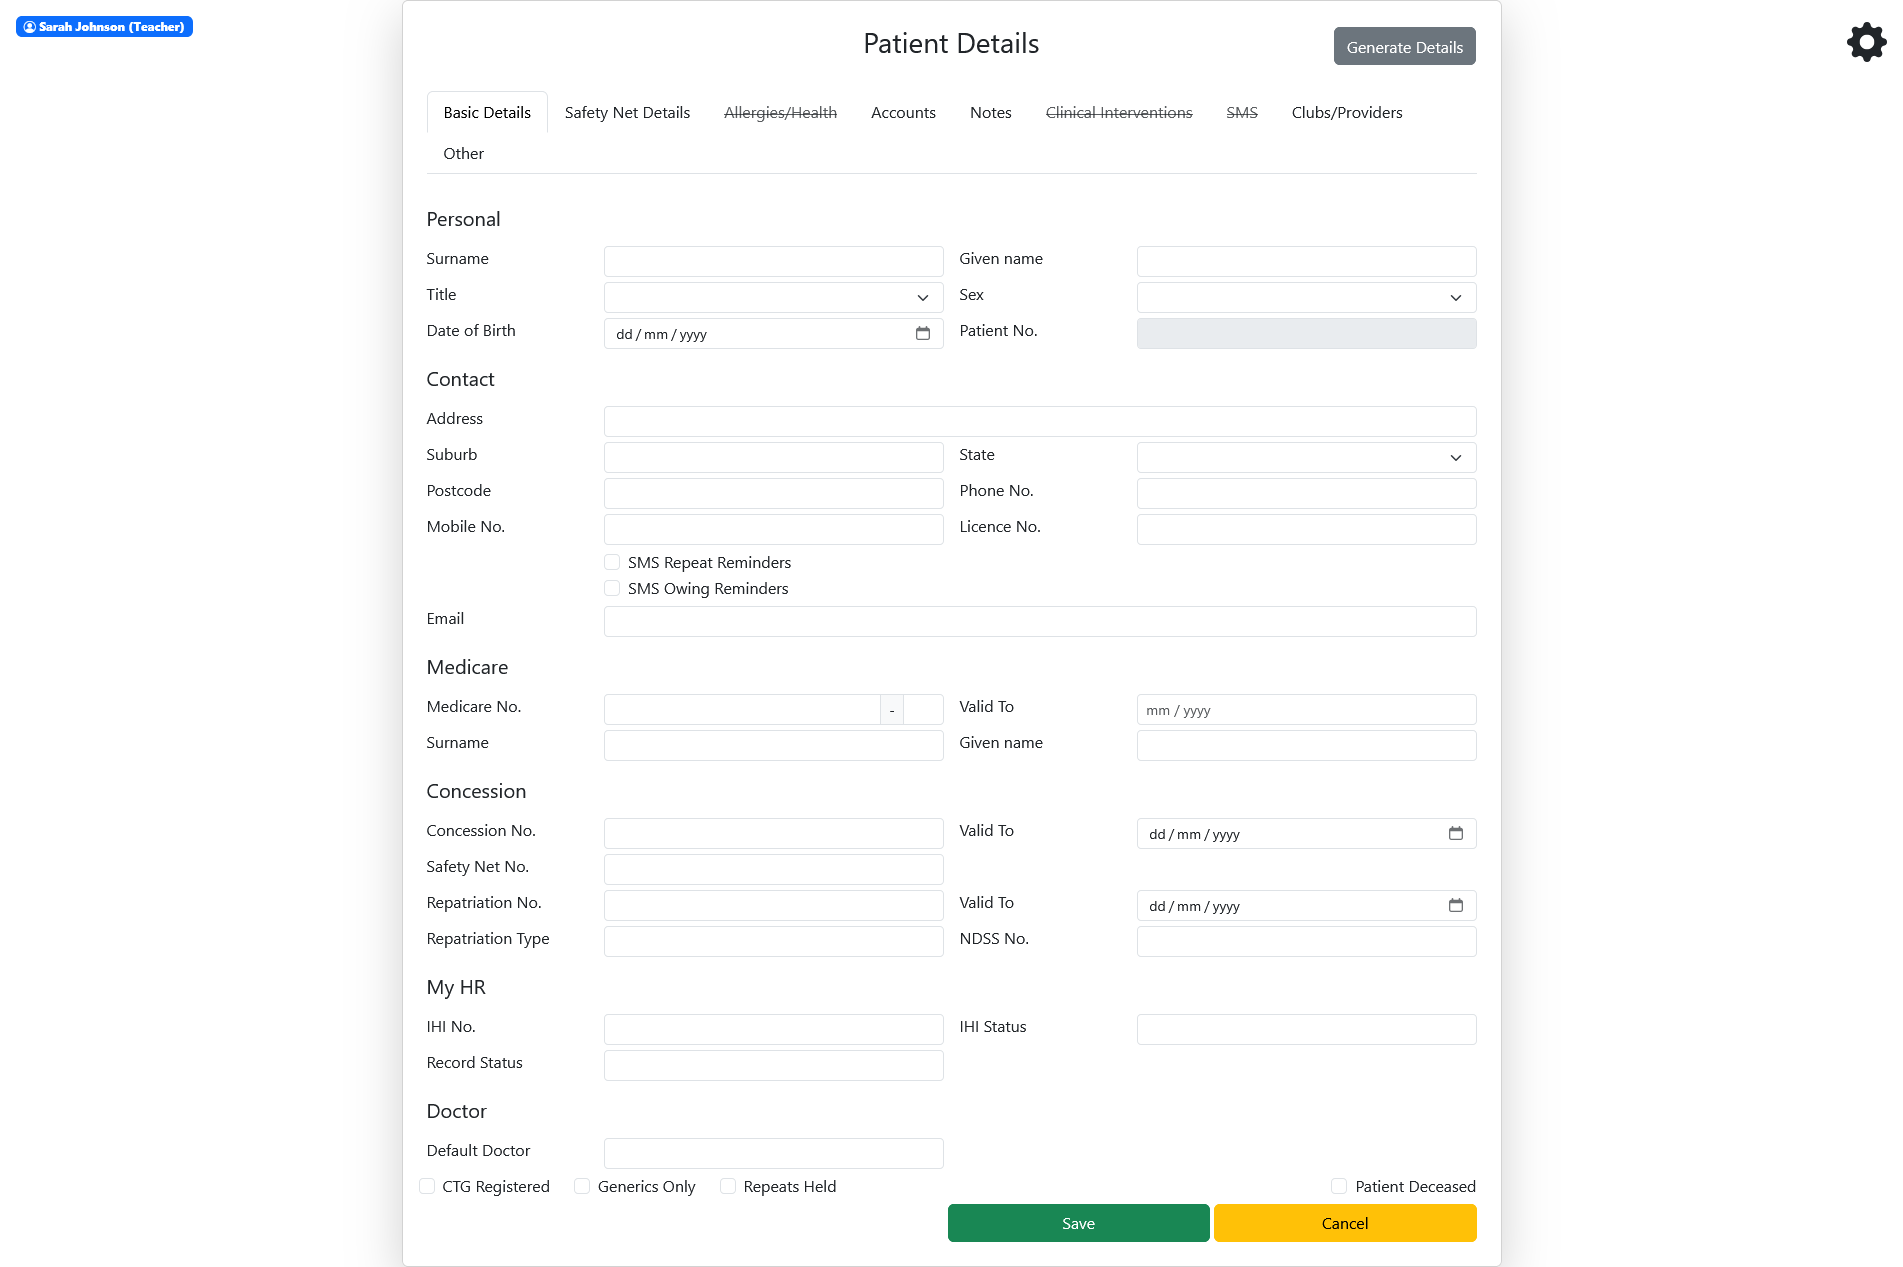 Sarah Johnson (Teacher)
Patient Details
Generate Details
Basic Details Safety Net Details Allergies/Health Accounts Notes Clinical Interventions SMS Clubs/Providers
Other
Personal
Surname Given name
Title Sex
Date of Birth dd / mm / yyyy Patient No.
Contact
Address
Suburb State
Postcode Phone No.
Mobile No. Licence No.
SMS Repeat Reminders
SMS Owing Reminders
Email
Medicare
Medicare No. - Valid To mm / yyyy
Surname Given name
Concession
Concession No. Valid To dd / mm / yyyy
Safety Net No.
Repatriation No. Valid To dd / mm / yyyy
Repatriation Type NDSS No.
My HR
IHI No. IHI Status
Record Status
Doctor
Default Doctor
CTG Registered Generics Only Repeats Held Patient Deceased
Save Cancel